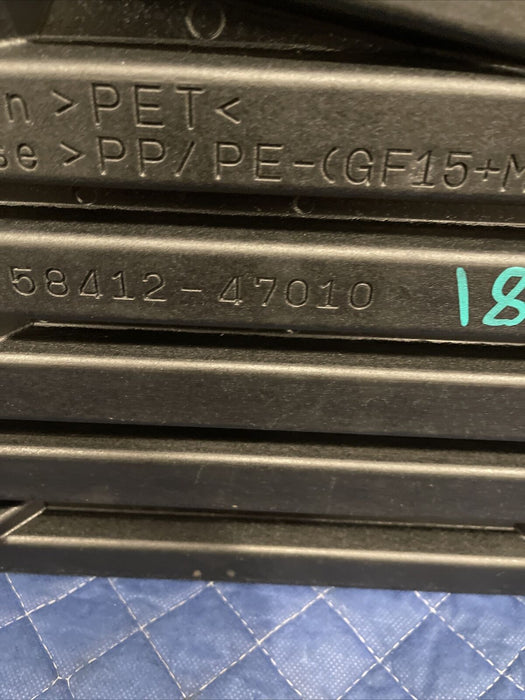 n >PET<
se >PP/PE-(GF15+M
58412-47010 18